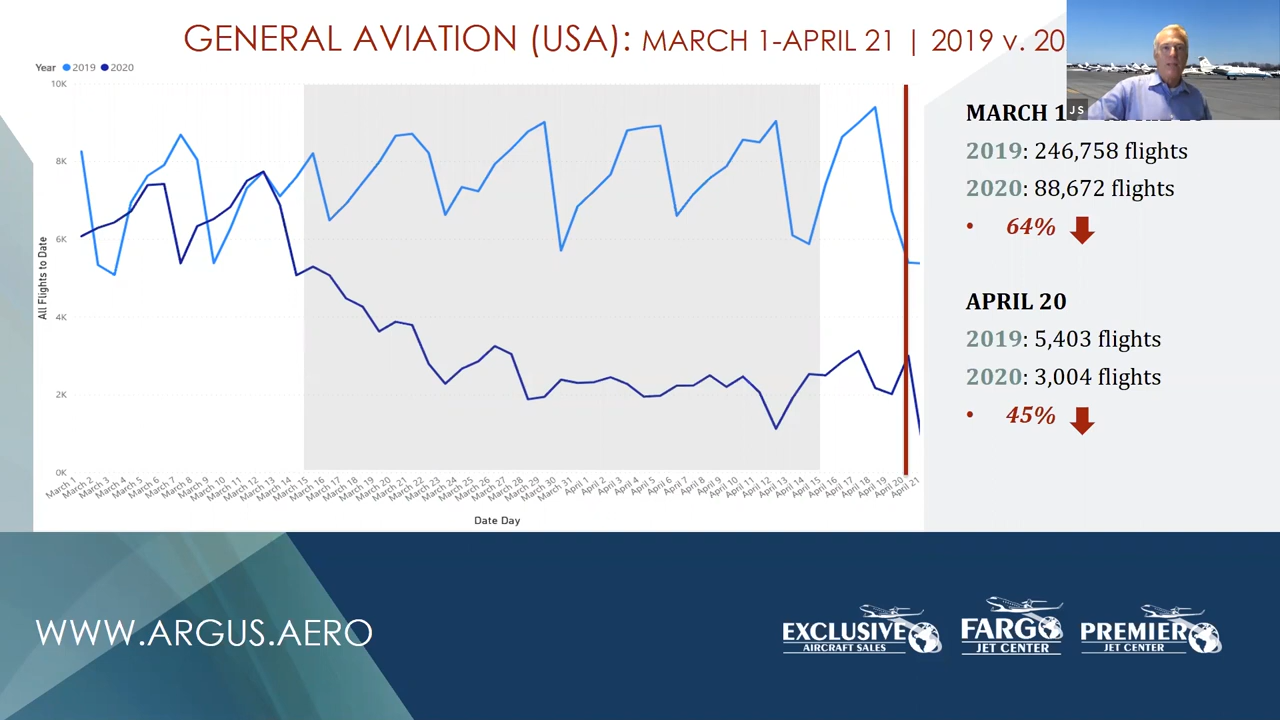 GENERAL AVIATION (USA): MARCH 1-APRIL 21 | 2019 v. 20
Year 2019 2020
10K
8K
6K
4K
2K
0K
All Flights to Date
March 1 March 2 March 3 March 4 March 5 March 6 March 7 March 8 March 9 March 10 March 11 March 12 March 13 March 14 March 15 March 16 March 17 March 18 March 19 March 20 March 21 March 22 March 23 March 24 March 25 March 26 March 27 March 28 March 29 March 30 March 31 April 1 April 2 April 3 April 4 April 5 April 6 April 7 April 8 April 9 April 10 April 11 April 12 April 13 April 14 April 15 April 16 April 17 April 18 April 19 April 20 April 21
Date Day
JS
MARCH 1
2019: 246,758 flights
2020: 88,672 flights
• 64%
APRIL 20
2019: 5,403 flights
2020: 3,004 flights
• 45%
WWW.ARGUS.AERO
EXCLUSIVE
AIRCRAFT SALES
FARGO
JET CENTER
PREMIER
JET CENTER